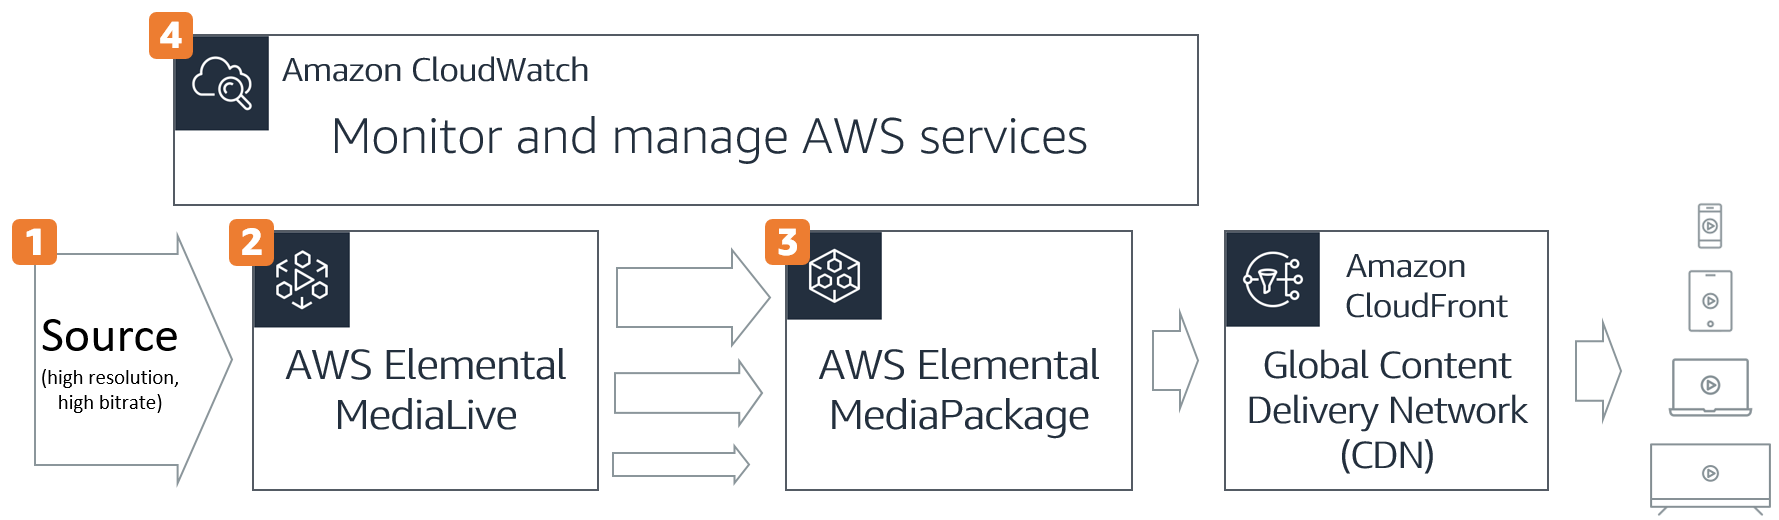 4
Amazon CloudWatch
Monitor and manage AWS services
1
Source
(high resolution,
high bitrate)
2
AWS Elemental
MediaLive
3
AWS Elemental
MediaPackage
Amazon
CloudFront
Global Content
Delivery Network
(CDN)